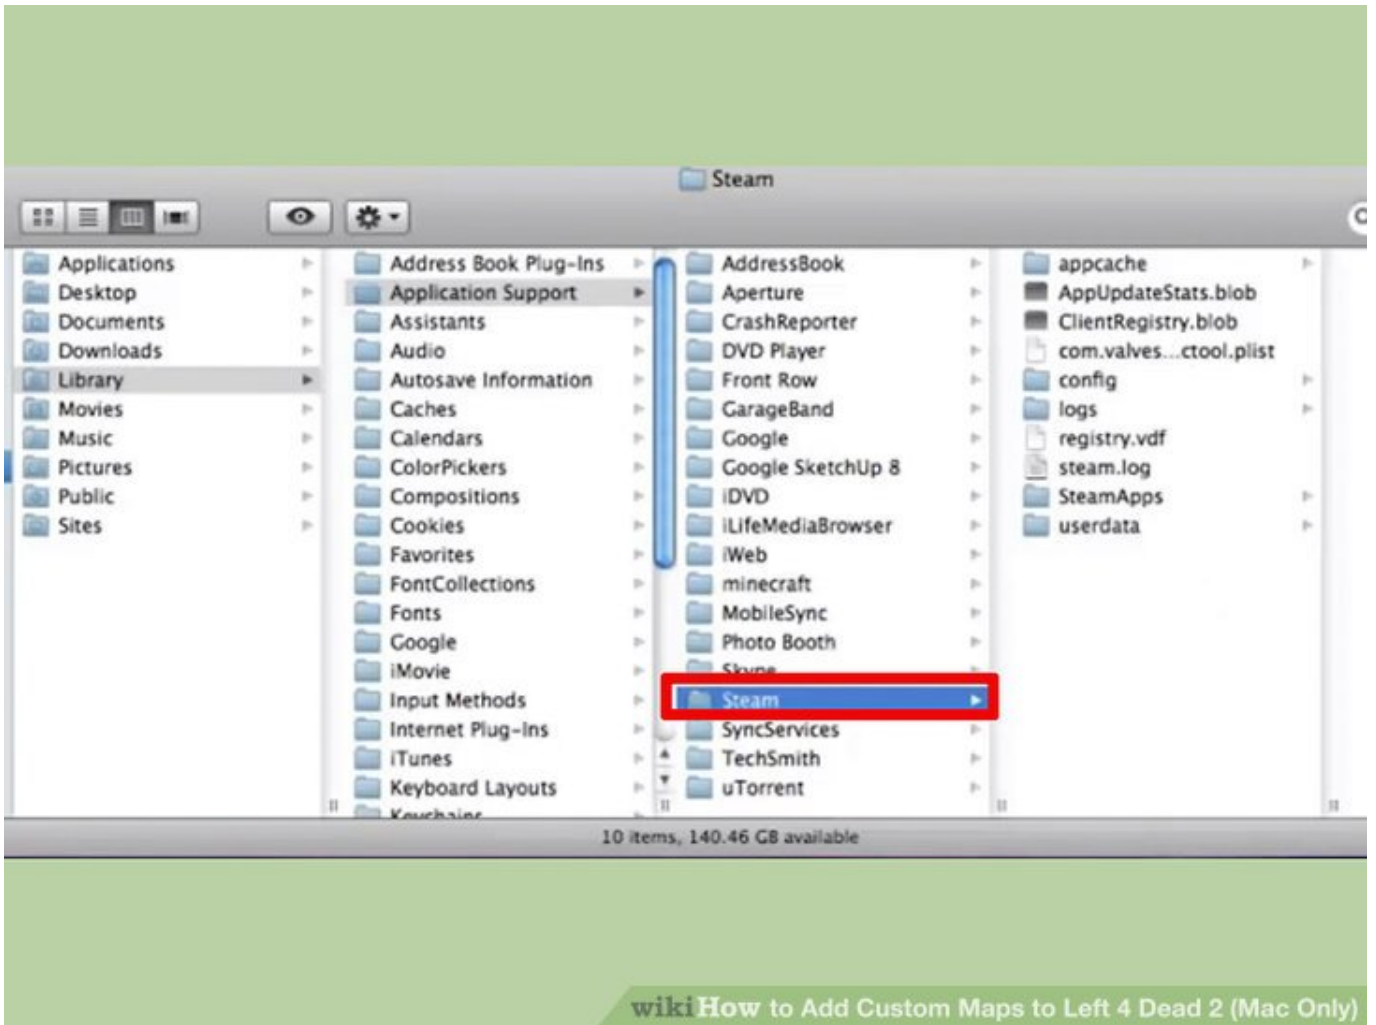 Steam
Applications
Desktop
Documents
Downloads
Library
Movies
Music
Pictures
Public
Sites
Address Book Plug-Ins
Application Support
Assistants
Audio
Autosave Information
Caches
Calendars
ColorPickers
Compositions
Cookies
Favorites
FontCollections
Fonts
Google
iMovie
Input Methods
Internet Plug-Ins
iTunes
Keyboard Layouts
Keychains
AddressBook
Aperture
CrashReporter
DVD Player
Front Row
GarageBand
Google
Google SketchUp 8
iDVD
iLifeMediaBrowser
iWeb
minecraft
MobileSync
Photo Booth
Skype
Steam
SyncServices
TechSmith
uTorrent
appcache
AppUpdateStats.blob
ClientRegistry.blob
com.valves...ctool.plist
config
logs
registry.vdf
steam.log
SteamApps
userdata
10 items, 140.46 GB available
wikiHow to Add Custom Maps to Left 4 Dead 2 (Mac Only)